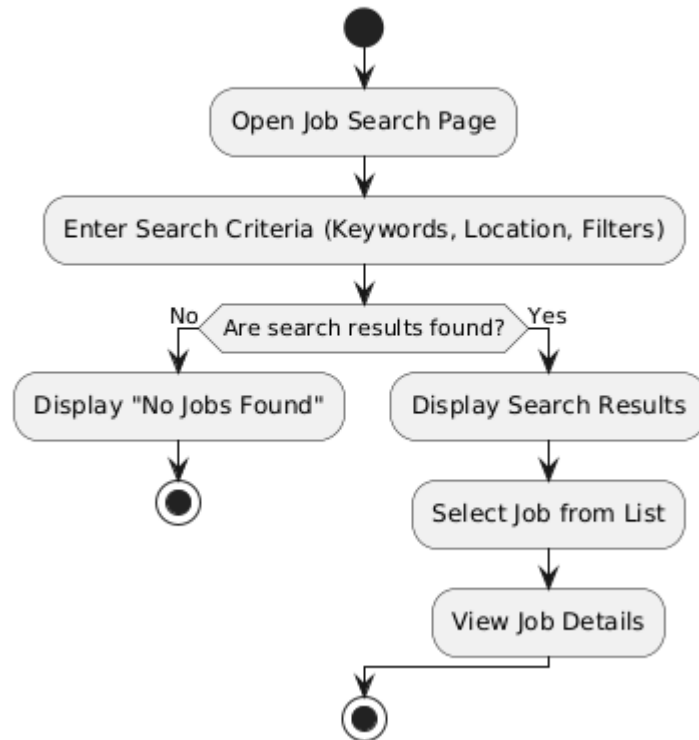 Open Job Search Page
Enter Search Criteria (Keywords, Location, Filters)
No
Are search results found?
Yes
Display "No Jobs Found"
Display Search Results
Select Job from List
View Job Details